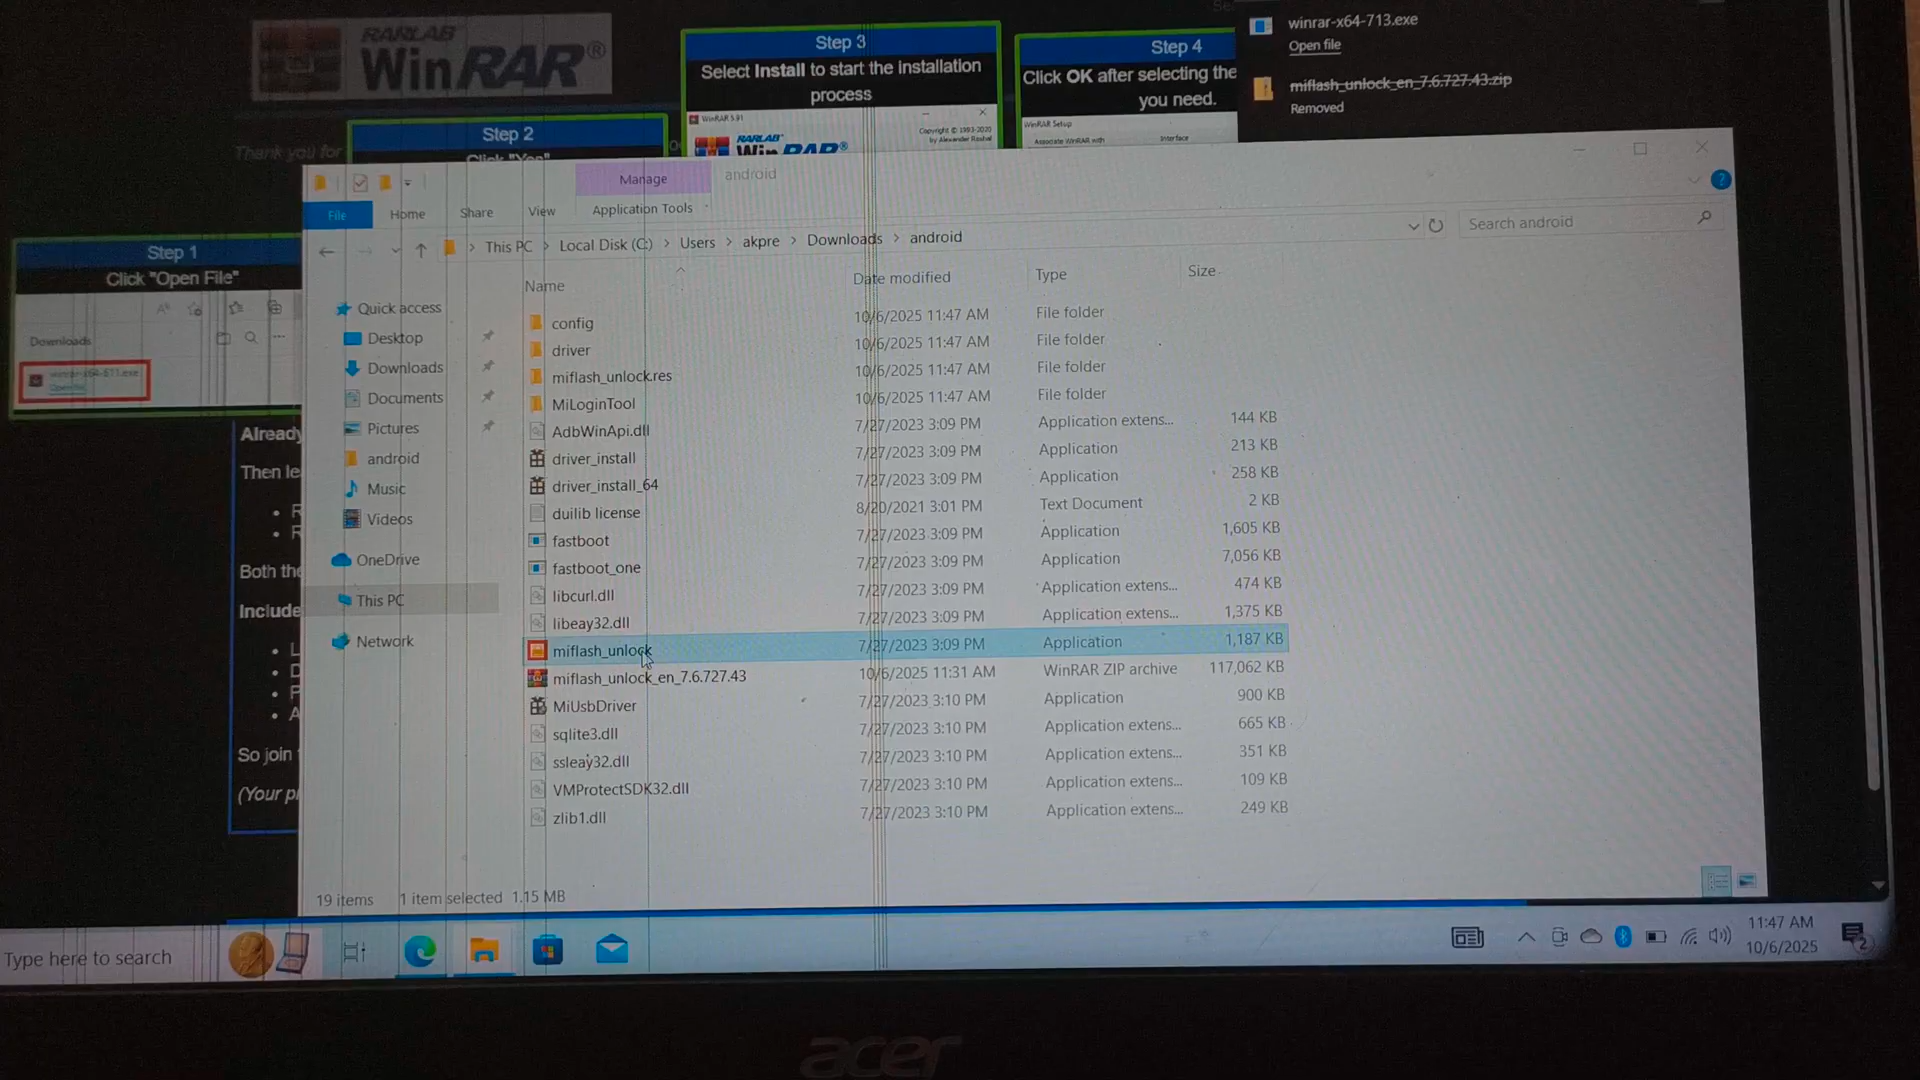 RARLAB
WinRAR®
Thank you for
Step 1
Click "Open File"
Downloads
Open file
Step 2
Click "Yes"
Step 3
Select Install to start the installation
process
WinRAR 5.91
RARLAB
WinRAR®
Copyright © 1993-2020
by Alexander Roshal
Step 4
Click OK after selecting the
you need.
WinRAR Setup
Associate WinRAR with
Interface
winrar-x64-713.exe
Open file
miflash_unlock_en_7.6.727.43.zip
Removed
Already
Then le
R
R
Both the
Include
L
D
P
A
So join
(Your pl
Manage
android
File
Home
Share
View
Application Tools
This PC > Local Disk (C:) > Users > akpre > Downloads > android
Search android
Name
Date modified
Type
Size
Quick access
Desktop
Downloads
Documents
Pictures
android
Music
Videos
OneDrive
This PC
Network
config 10/6/2025 11:47 AM File folder
driver 10/6/2025 11:47 AM File folder
miflash_unlock.res 10/6/2025 11:47 AM File folder
MiLoginTool 10/6/2025 11:47 AM File folder
AdbWinApi.dll 7/27/2023 3:09 PM Application extens... 144 KB
driver_install 7/27/2023 3:09 PM Application 213 KB
driver_install_64 7/27/2023 3:09 PM Application 258 KB
duilib license 8/20/2021 3:01 PM Text Document 2 KB
fastboot 7/27/2023 3:09 PM Application 1,605 KB
fastboot_one 7/27/2023 3:09 PM Application 7,056 KB
libcurl.dll 7/27/2023 3:09 PM Application extens... 474 KB
libeay32.dll 7/27/2023 3:09 PM Application extens... 1,375 KB
miflash_unlock 7/27/2023 3:09 PM Application 1,187 KB
miflash_unlock_en_7.6.727.43 10/6/2025 11:31 AM WinRAR ZIP archive 117,062 KB
MiUsbDriver 7/27/2023 3:10 PM Application 900 KB
sqlite3.dll 7/27/2023 3:10 PM Application extens... 665 KB
ssleay32.dll 7/27/2023 3:10 PM Application extens... 351 KB
VMProtectSDK32.dll 7/27/2023 3:10 PM Application extens... 109 KB
zlib1.dll 7/27/2023 3:10 PM Application extens... 249 KB
19 items
1 item selected 1.15 MB
Type here to search
11:47 AM
10/6/2025
2
acer